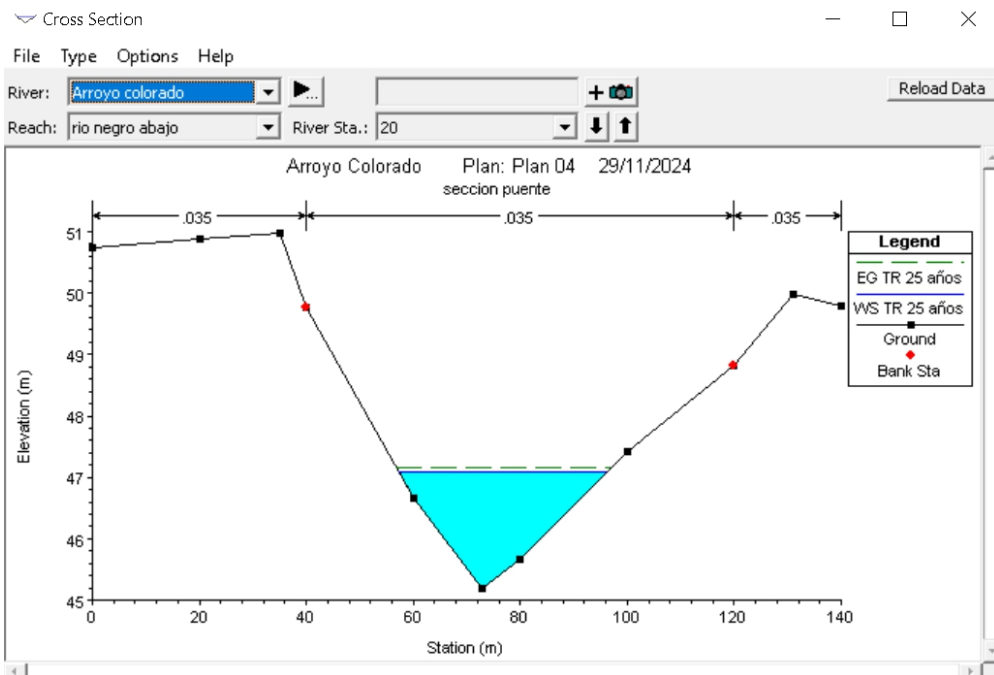 Cross Section
File Type Options Help
River: Arroyo colorado
Reload Data
Reach: rio negro abajo River Sta.: 20
Arroyo Colorado Plan: Plan 04 29/11/2024
seccion puente
.035 .035 .035
Legend
EG TR 25 años
WS TR 25 años
Ground
Bank Sta
51
50
49
48
47
46
45
Elevation (m)
0 20 40 60 80 100 120 140
Station (m)